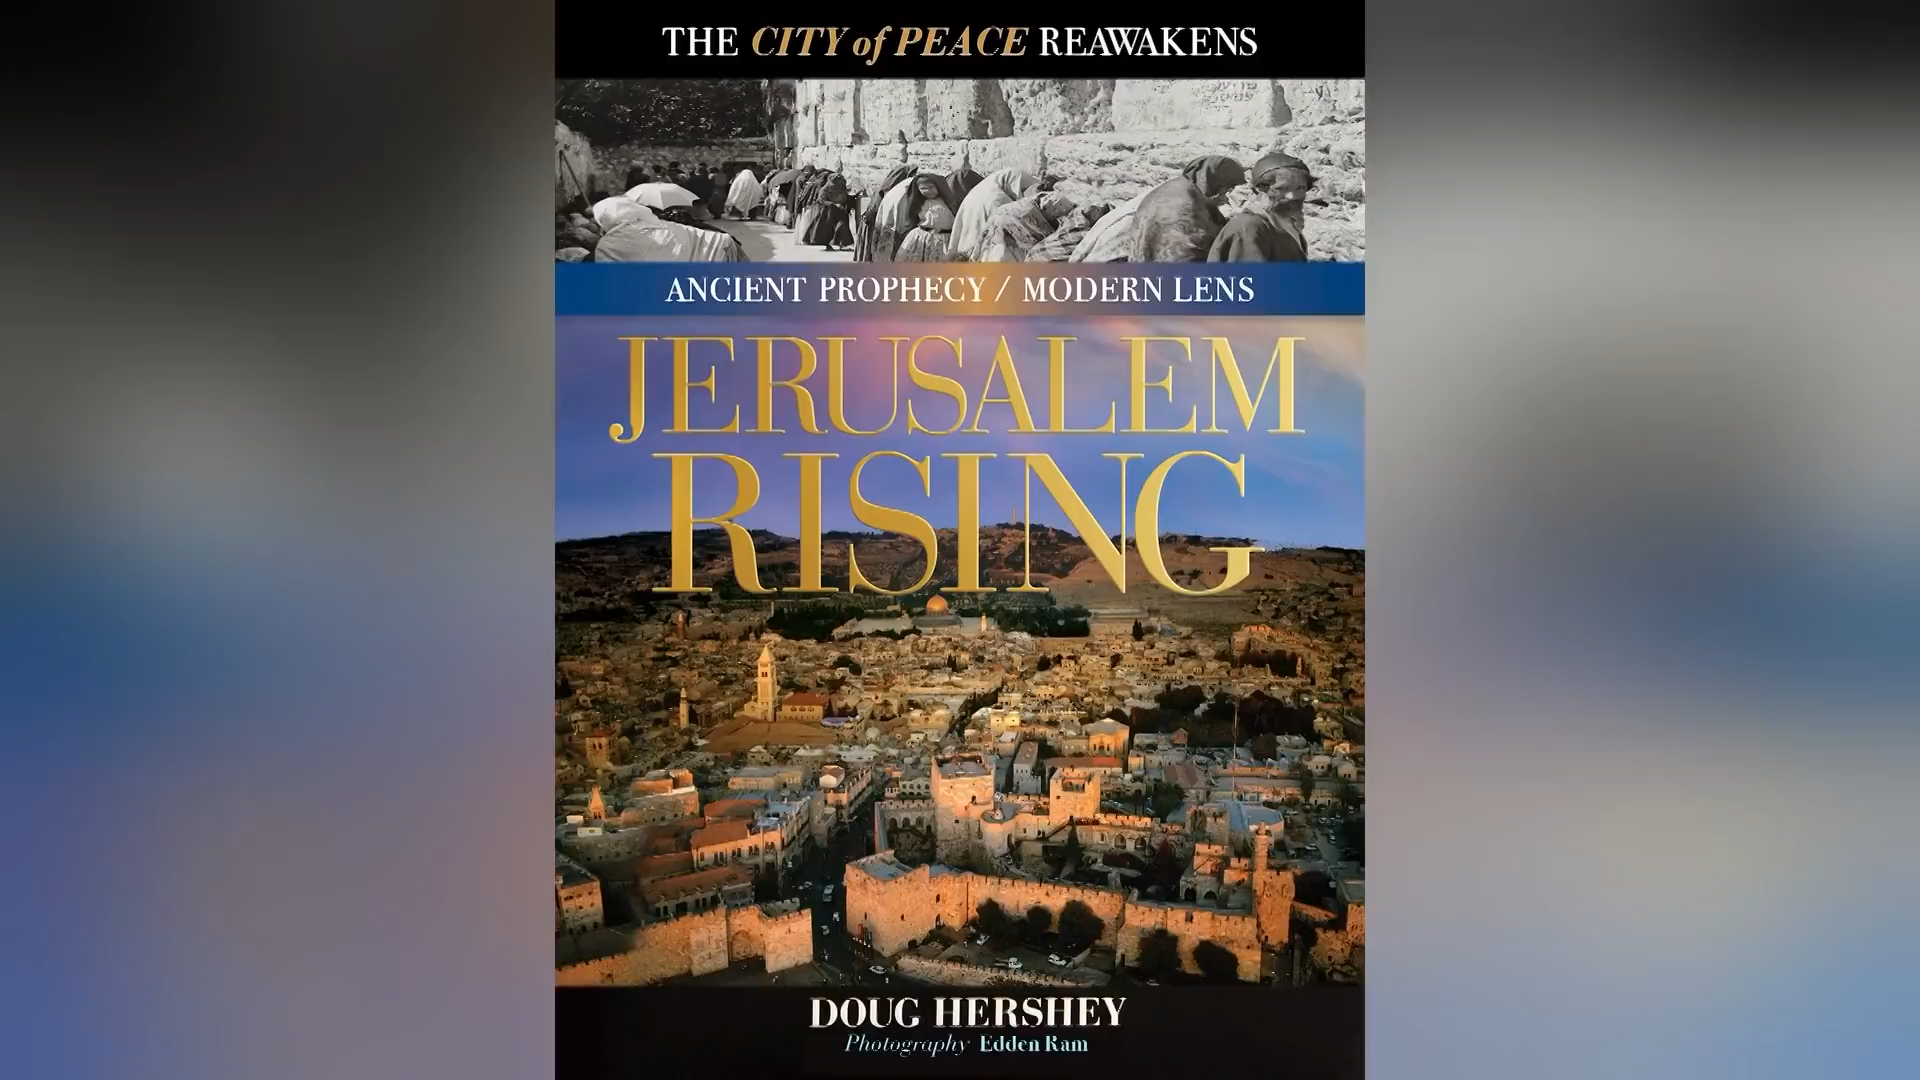 THE CITY of PEACE REAWAKENS
ANCIENT PROPHECY / MODERN LENS
JERUSALEM
RISING
DOUG HERSHEY
Photography Edden Ram